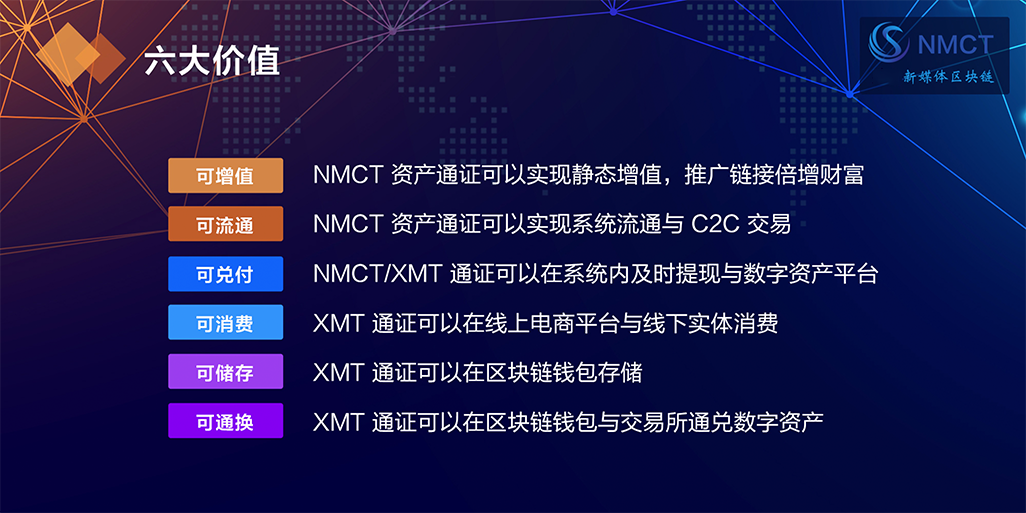 六大价值
NMCT
新媒体区块链
可增值 NMCT 资产通证可以实现静态增值，推广链接倍增财富
可流通 NMCT 资产通证可以实现系统流通与 C2C 交易
可兑付 NMCT/XMT 通证可以在系统内及时提现与数字资产平台
可消费 XMT 通证可以在线上电商平台与线下实体消费
可储存 XMT 通证可以在区块链钱包存储
可通换 XMT 通证可以在区块链钱包与交易所通兑数字资产